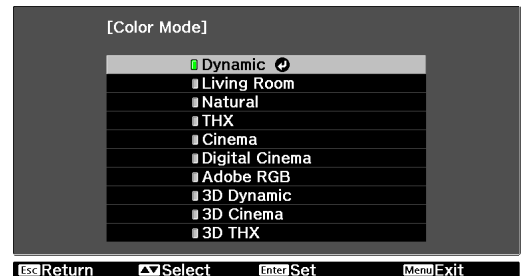 [Color Mode]
Dynamic
Living Room
Natural
THX
Cinema
Digital Cinema
Adobe RGB
3D Dynamic
3D Cinema
3D THX
Esc Return Select Enter Set Menu Exit